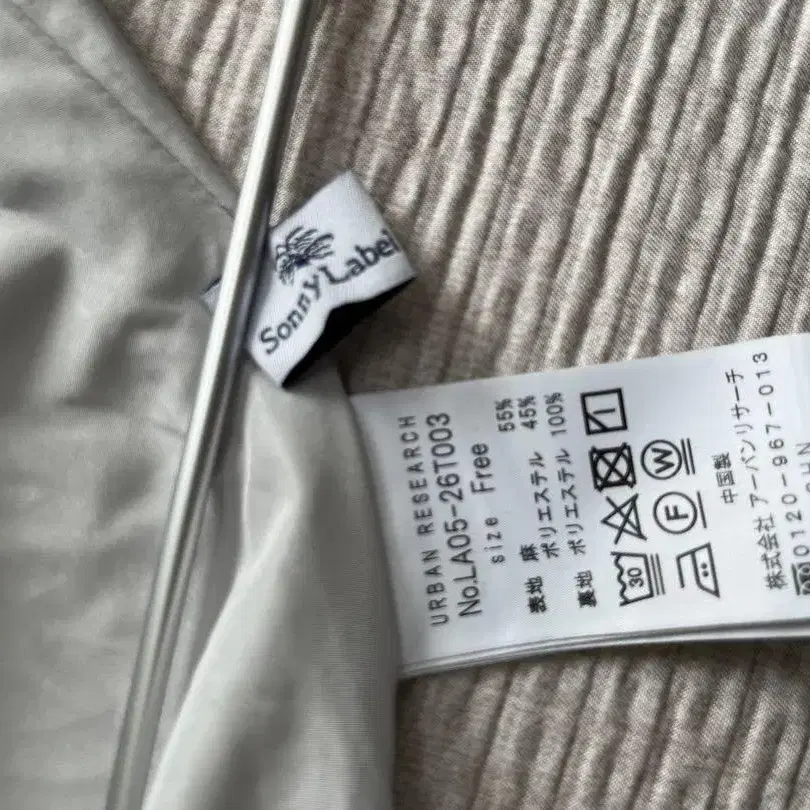 Sonny Label
URBAN RESEARCH
No.LA05-26T003
size Free
表地 麻 55%
ポリエステル 45%
裏地 ポリエステル 100%
30
F W
中国製
株式会社 アーバンリサーチ
0120-967-013